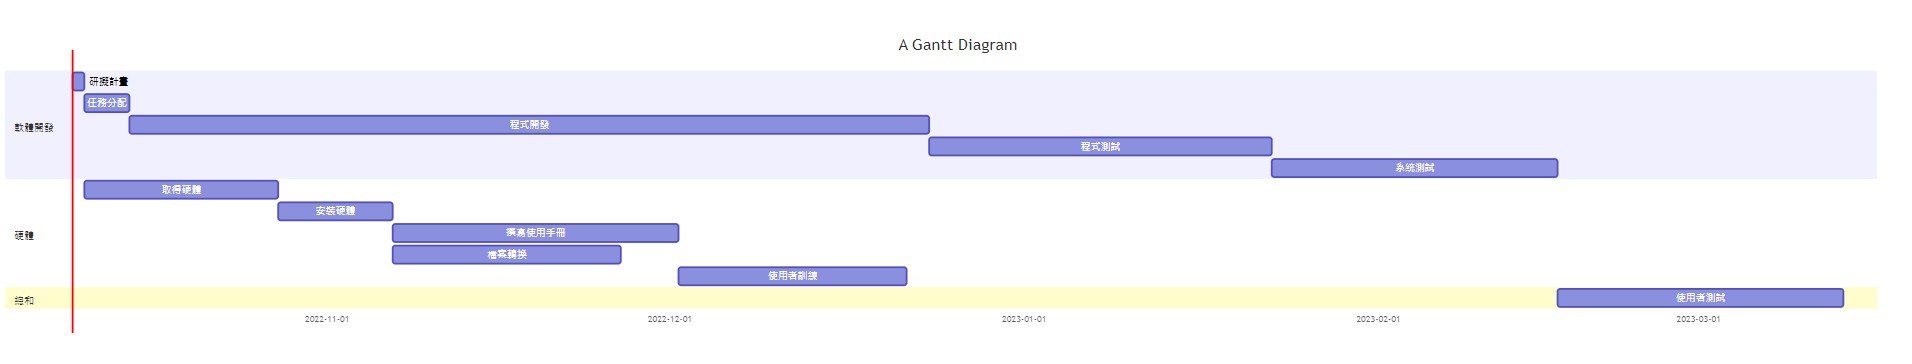 A Gantt Diagram
研擬計畫
任務分配
軟體開發
程式開發
程式測試
系統測試
取得硬體
安裝硬體
硬體
撰寫使用手冊
檔案轉換
使用者訓練
總和
使用者測試
2022-11-01
2022-12-01
2023-01-01
2023-02-01
2023-03-01